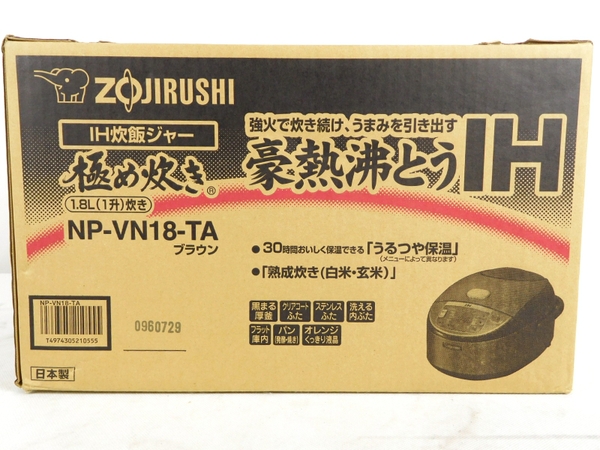 ZOJIRUSHI
IH炊飯ジャー
極め炊き®
1.8L(1升)炊き
NP-VN18-TA
ブラウン
強火で炊き続け、うまみを引き出す
豪熱沸とうIH
●30時間おいしく保温できる「うるつや保温」
(メニューによって異なります)
●「熟成炊き(白米・玄米)」
黒まる厚釜
クリアコートふた
ステンレスふた
洗える内ぶた
フラット庫内
パン(発酵・焼き)
オレンジくっきり液晶
NP-VN18-TA
T4974305210555
0960729
日本製